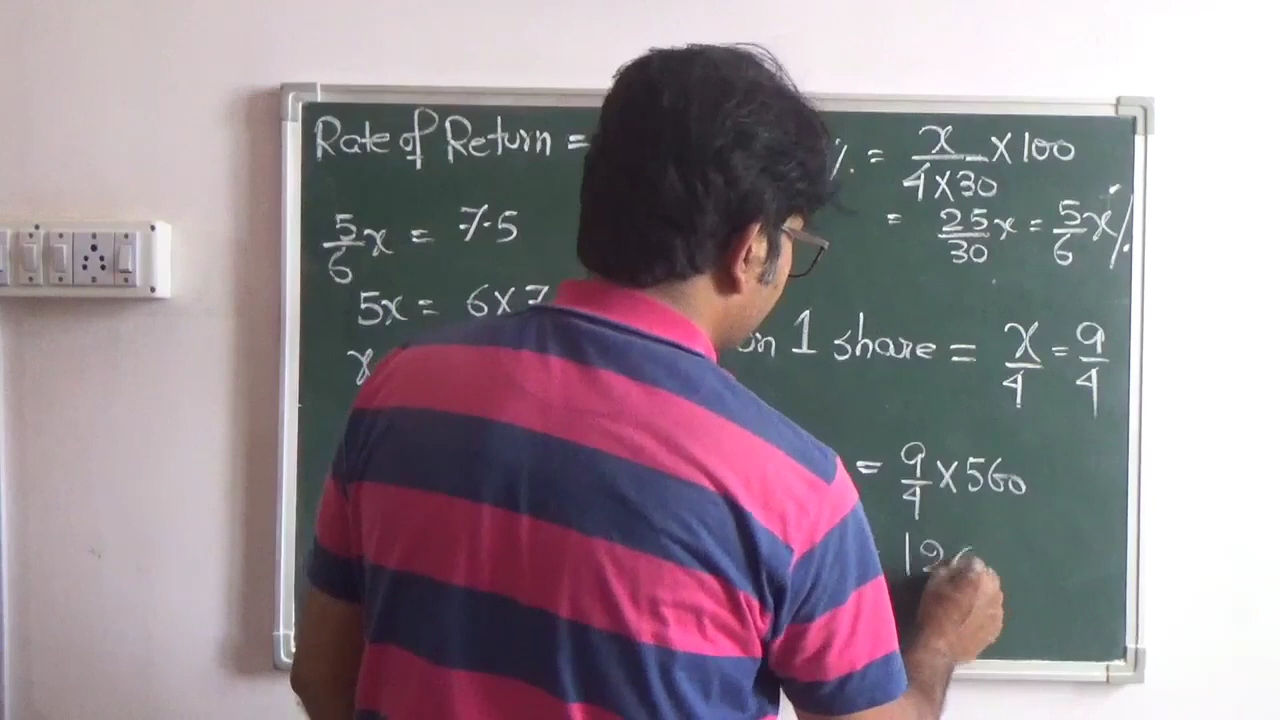 Rate of Return = % = x/(4×30) × 100
= 25/30 x = 5/6 x %
5/6 x = 7.5
5x = 6×7
x
on 1 share = x/4 = 9/4
= 9/4 × 560
126